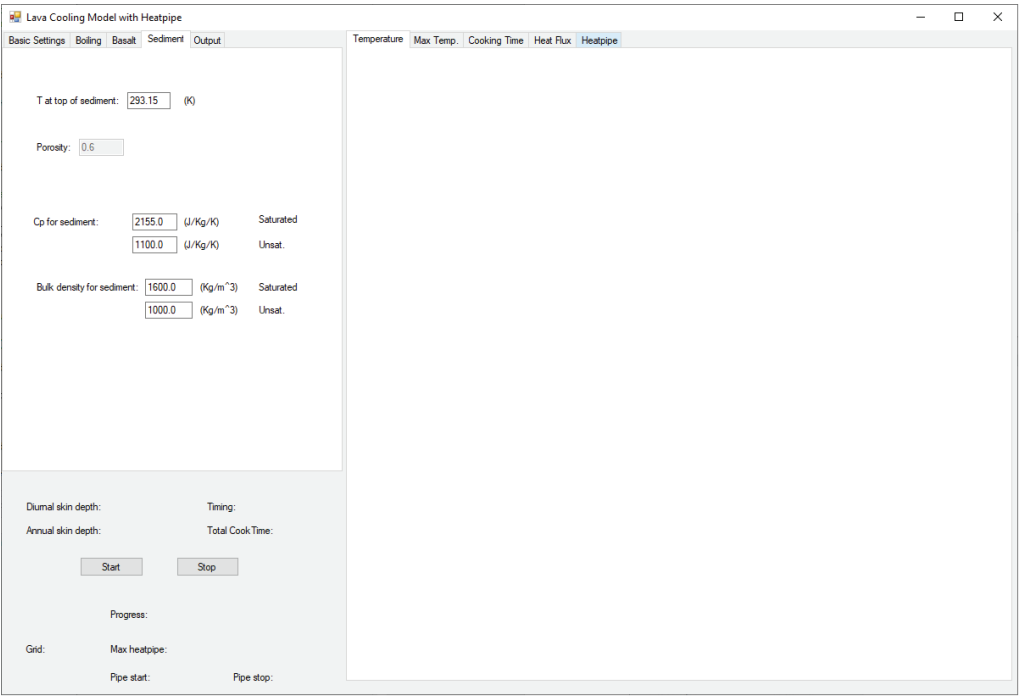 Lava Cooling Model with Heatpipe
Basic Settings Boiling Basalt Sediment Output
Temperature Max Temp. Cooking Time Heat Flux Heatpipe
T at top of sediment: 293.15 (K)
Porosity: 0.6
Cp for sediment: 2155.0 (J/Kg/K) Saturated
1100.0 (J/Kg/K) Unsat.
Bulk density for sediment: 1600.0 (Kg/m^3) Saturated
1000.0 (Kg/m^3) Unsat.
Diurnal skin depth: Timing:
Annual skin depth: Total Cook Time:
Start Stop
Progress:
Grid: Max heatpipe:
Pipe start: Pipe stop: